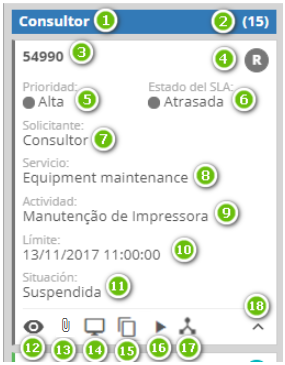 Consultor 1 2 (15)
54990 3 4 R
Prioridad: Estado del SLA:
Alta 5 Atrasada 6
Solicitante:
Consultor 7
Servicio:
Equipment maintenance 8
Actividad:
Manutenção de Impressora 9
Límite:
13/11/2017 11:00:00 10
Situación:
Suspendida 11
18
12 13 14 15 16 17